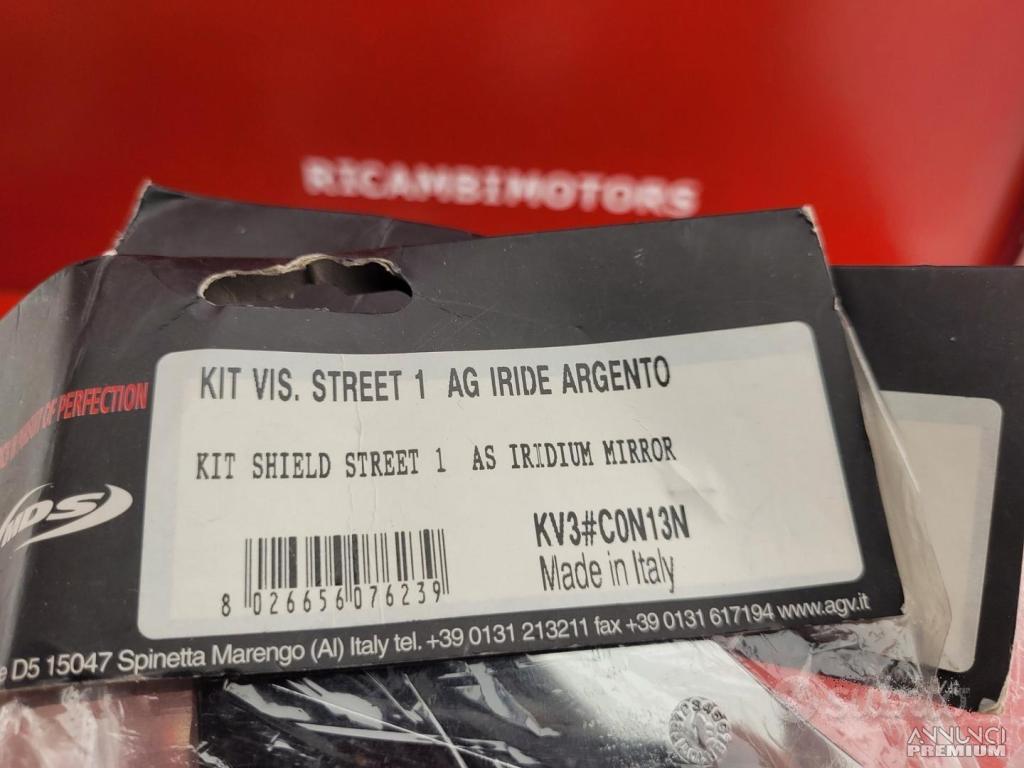 RICAMBIMOTORS
KIT VIS. STREET 1 AG IRIDE ARGENTO
OF PERFECTION
KIT SHIELD STREET 1 AS IRIDIUM MIRROR
MDS
KV3#C0N13N
Made in Italy
8 026656 076239
e D5 15047 Spinetta Marengo (Al) Italy tel. +39 0131 213211 fax +39 0131 617194 www.agv.it
ANNUNCI
PREMIUM